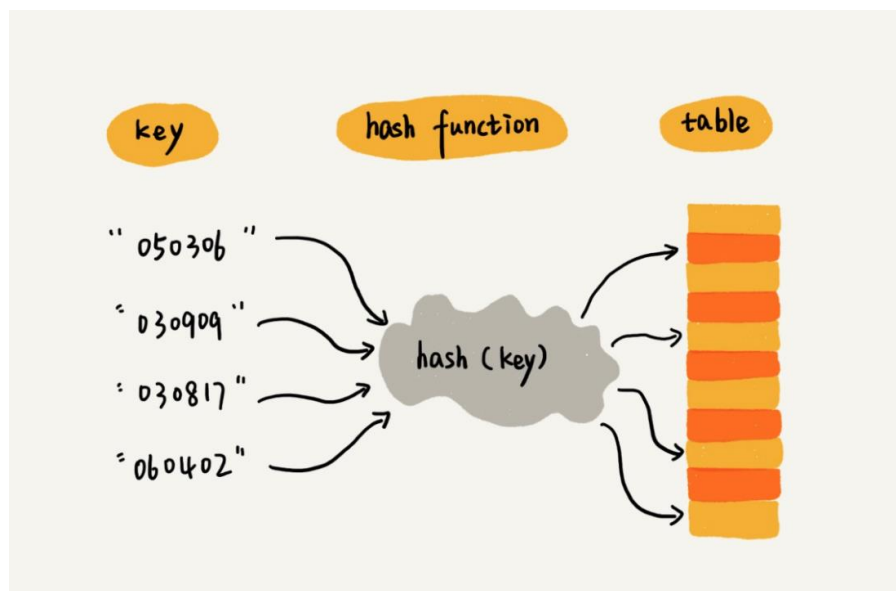 key
hash function
table
"050306"
"030909"
"030817"
"060402"
hash (key)